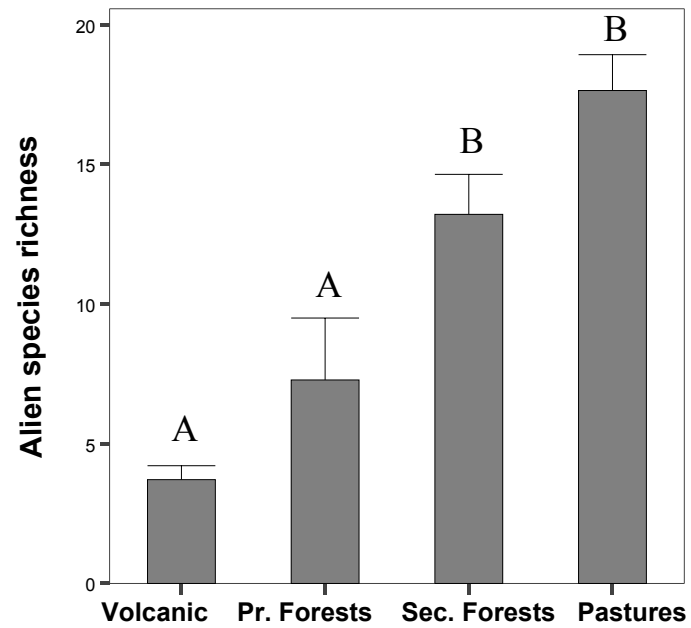 20
15
10
5
0
Alien species richness
A
A
B
B
Volcanic Pr. Forests Sec. Forests Pastures